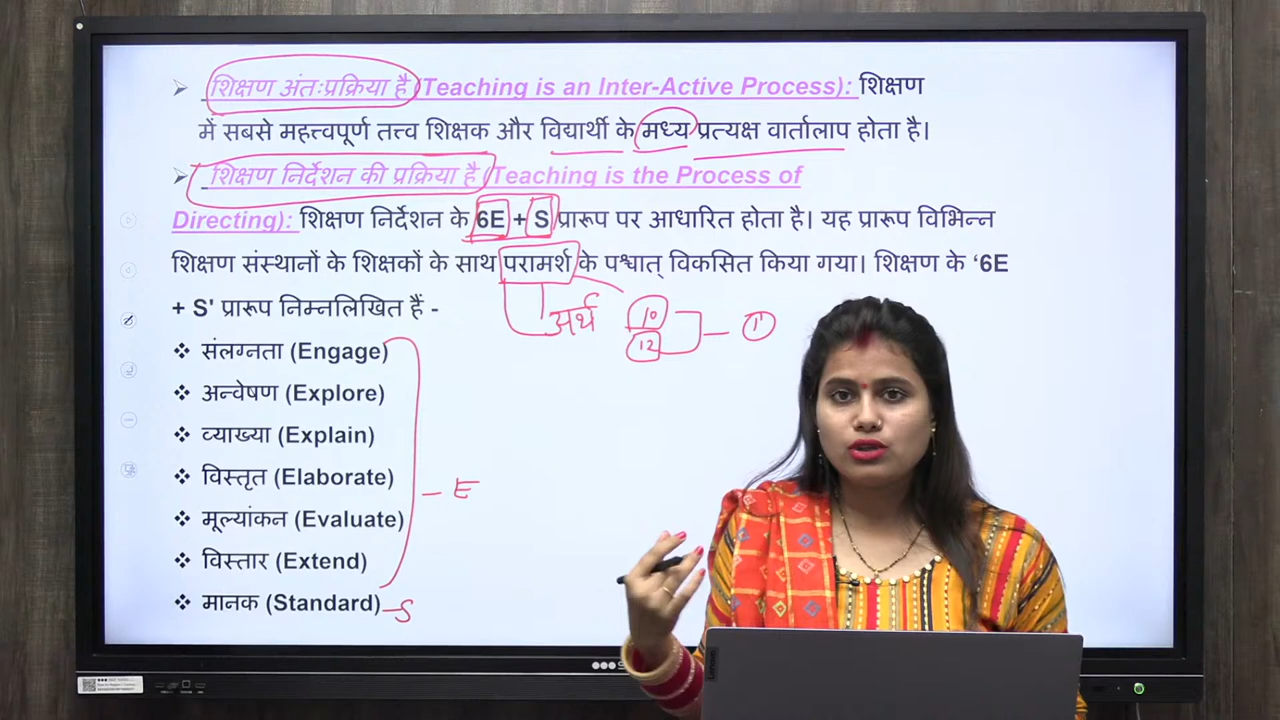 ➤ शिक्षण अंतःप्रक्रिया है (Teaching is an Inter-Active Process): शिक्षण
में सबसे महत्त्वपूर्ण तत्त्व शिक्षक और विद्यार्थी के मध्य प्रत्यक्ष वार्तालाप होता है।
➤ शिक्षण निर्देशन की प्रक्रिया है (Teaching is the Process of
Directing): शिक्षण निर्देशन के 6E + S प्रारूप पर आधारित होता है। यह प्रारूप विभिन्न
शिक्षण संस्थानों के शिक्षकों के साथ परामर्श के पश्चात् विकसित किया गया। शिक्षण के ‘6E
+ S' प्रारूप निम्नलिखित हैं -
अर्थ 10 12 - 1
❖ संलग्नता (Engage)
❖ अन्वेषण (Explore)
❖ व्याख्या (Explain)
❖ विस्तृत (Elaborate)
- E
❖ मूल्यांकन (Evaluate)
❖ विस्तार (Extend)
❖ मानक (Standard) - S
Lenovo